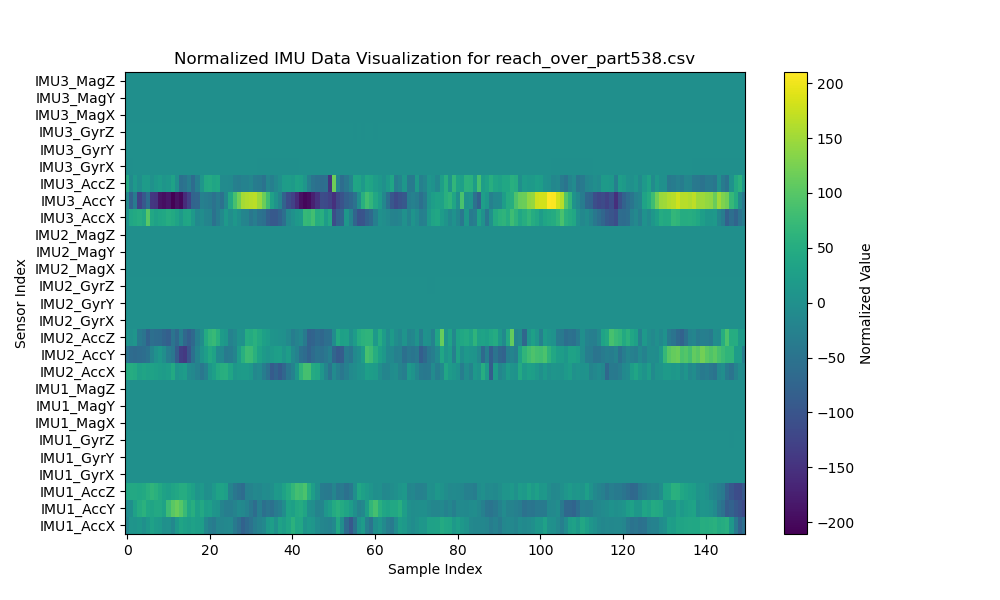 Normalized IMU Data Visualization for reach_over_part538.csv
IMU3_MagZ
IMU3_MagY
IMU3_MagX
IMU3_GyrZ
IMU3_GyrY
IMU3_GyrX
IMU3_AccZ
IMU3_AccY
IMU3_AccX
IMU2_MagZ
IMU2_MagY
IMU2_MagX
IMU2_GyrZ
IMU2_GyrY
IMU2_GyrX
IMU2_AccZ
IMU2_AccY
IMU2_AccX
IMU1_MagZ
IMU1_MagY
IMU1_MagX
IMU1_GyrZ
IMU1_GyrY
IMU1_GyrX
IMU1_AccZ
IMU1_AccY
IMU1_AccX
Sensor Index
0 20 40 60 80 100 120 140
Sample Index
200
150
100
50
0
−50
−100
−150
−200
Normalized Value